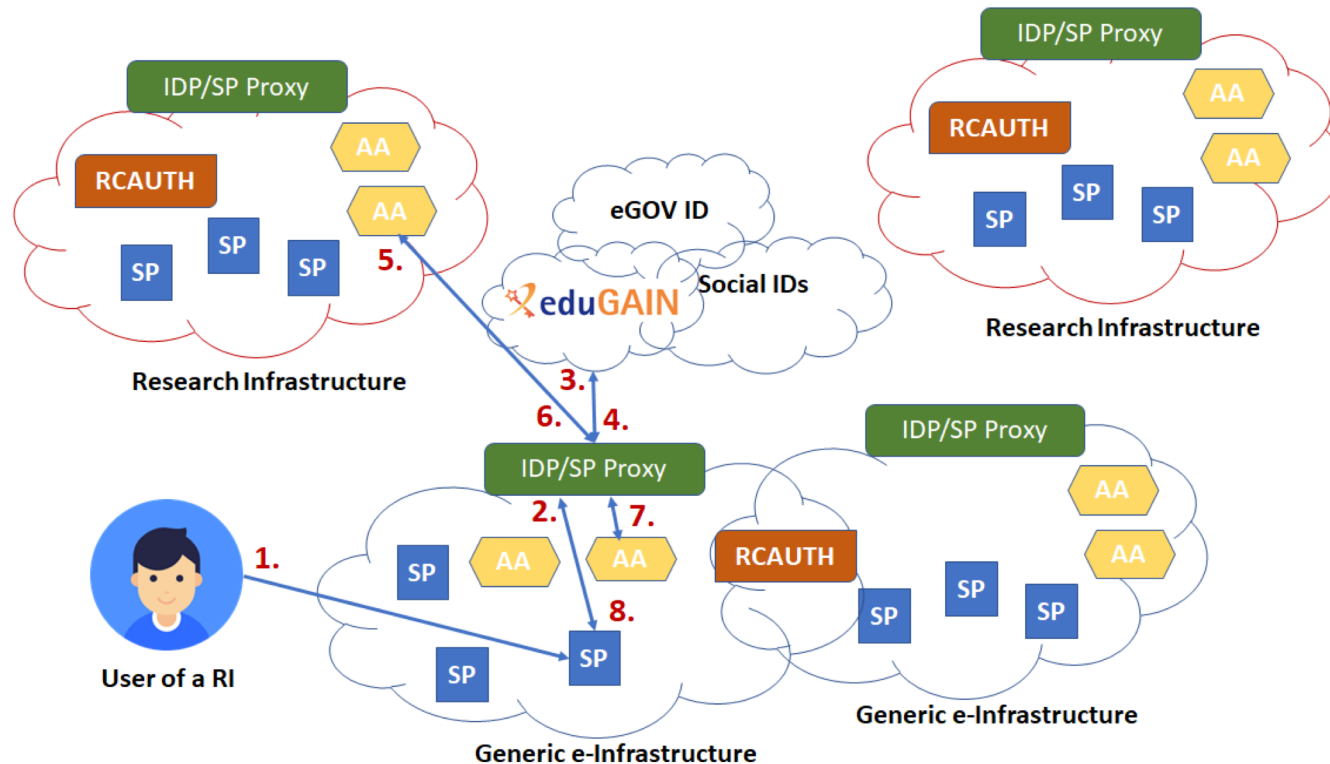 IDP/SP Proxy
RCAUTH
AA
AA
SP
SP
SP
5.
Research Infrastructure
eGOV ID
eduGAIN
Social IDs
IDP/SP Proxy
RCAUTH
AA
AA
SP
SP
SP
Research Infrastructure
3.
6.
4.
IDP/SP Proxy
2.
7.
1.
SP
AA
AA
8.
SP
SP
User of a RI
Generic e-Infrastructure
IDP/SP Proxy
RCAUTH
AA
AA
SP
SP
SP
Generic e-Infrastructure